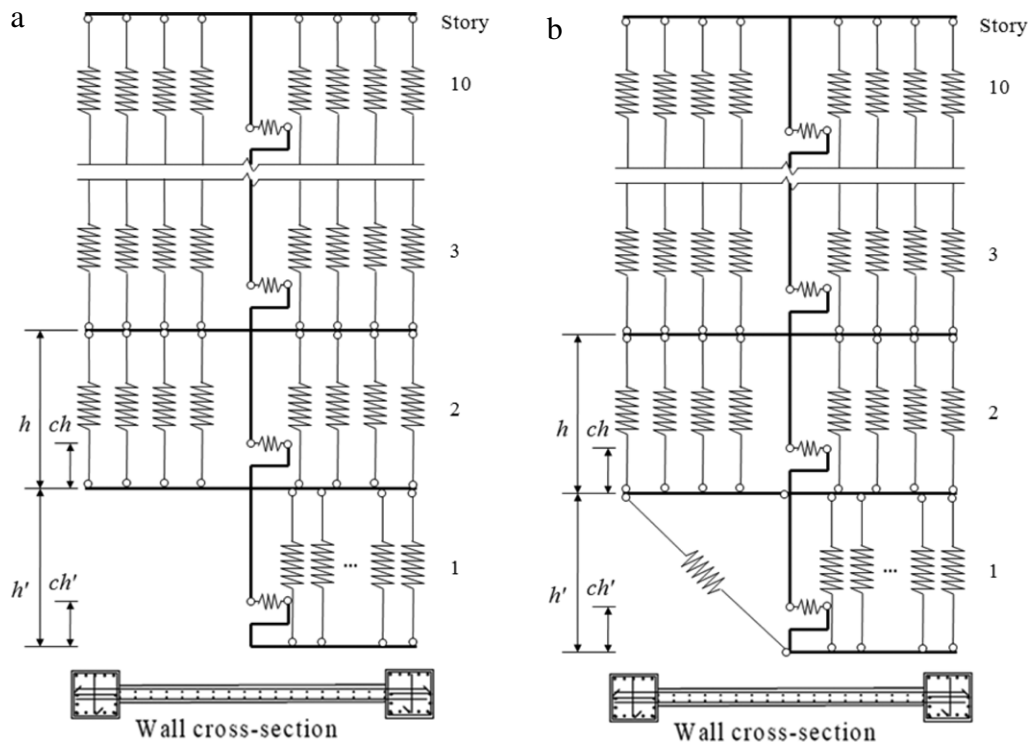 a
Story
10
3
h
ch
2
h'
ch'
...
1
Wall cross-section
b
Story
10
3
h
ch
2
h'
ch'
...
1
Wall cross-section